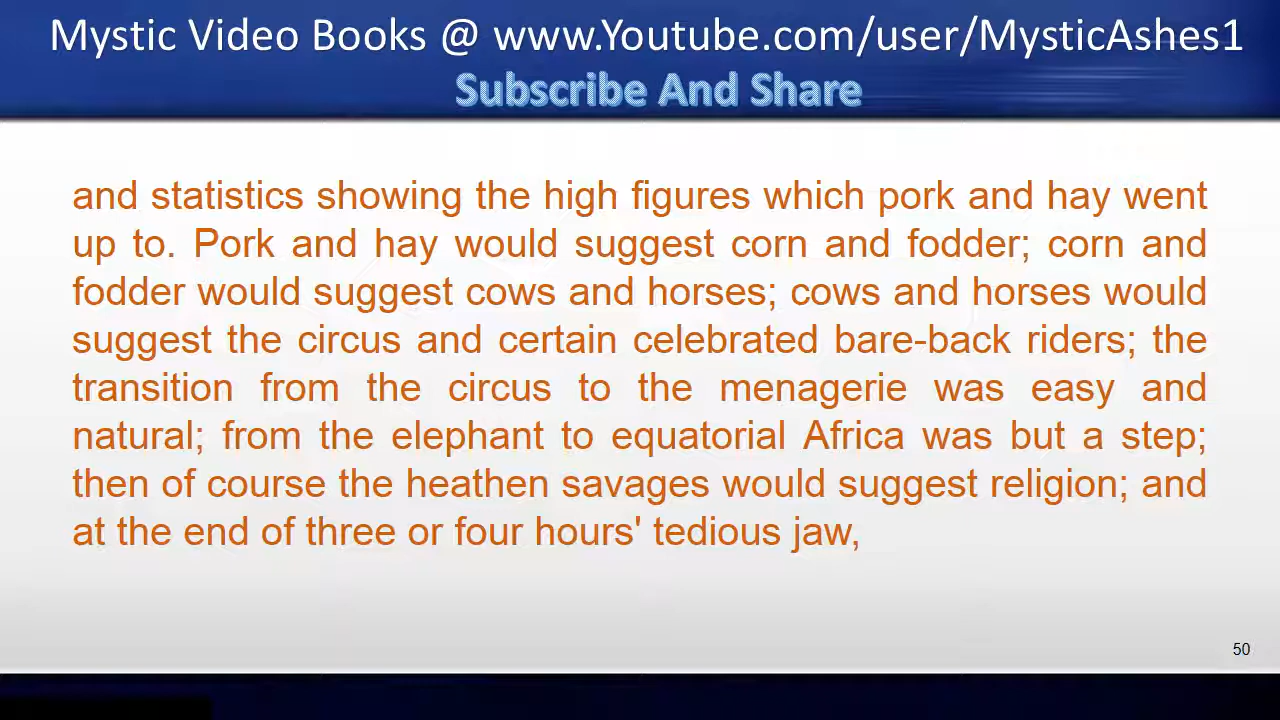 Mystic Video Books @ www.Youtube.com/user/MysticAshes1
Subscribe And Share
and statistics showing the high figures which pork and hay went
up to. Pork and hay would suggest corn and fodder; corn and
fodder would suggest cows and horses; cows and horses would
suggest the circus and certain celebrated bare-back riders; the
transition from the circus to the menagerie was easy and
natural; from the elephant to equatorial Africa was but a step;
then of course the heathen savages would suggest religion; and
at the end of three or four hours' tedious jaw,
50